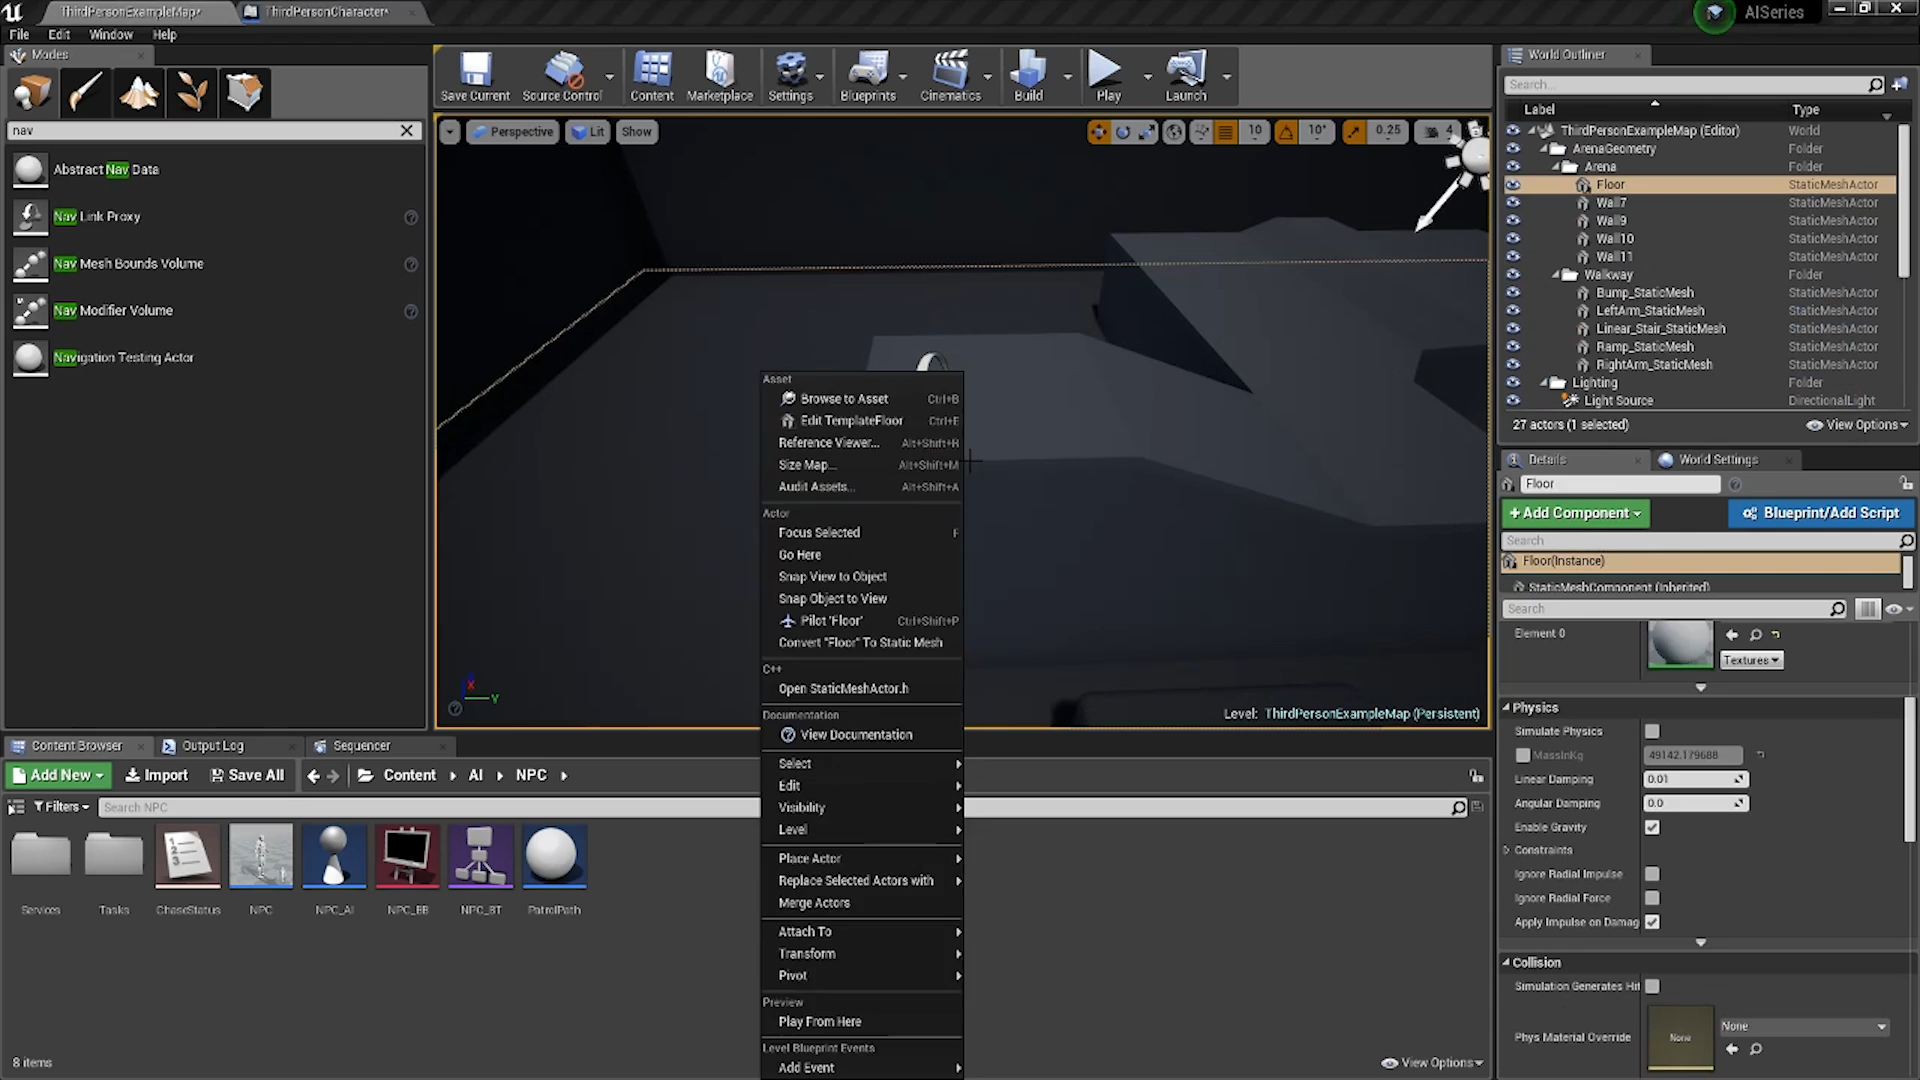 ThirdPersonExampleMap*
ThirdPersonCharacter*
AISeries
File Edit Window Help
Modes
nav
Abstract Nav Data
Nav Link Proxy
Nav Mesh Bounds Volume
Nav Modifier Volume
Navigation Testing Actor
Save Current
Source Control
Content
Marketplace
Settings
Blueprints
Cinematics
Build
Play
Launch
Perspective
Lit
Show
10
10°
0.25
4
Level: ThirdPersonExampleMap (Persistent)
X
Y
Asset
Browse to Asset Ctrl+B
Edit TemplateFloor Ctrl+E
Reference Viewer... Alt+Shift+R
Size Map... Alt+Shift+M
Audit Assets... Alt+Shift+A
Actor
Focus Selected F
Go Here
Snap View to Object
Snap Object to View
Pilot 'Floor' Ctrl+Shift+P
Convert "Floor" To Static Mesh
C++
Open StaticMeshActor.h
Documentation
View Documentation
Select
Edit
Visibility
Level
Place Actor
Replace Selected Actors with
Merge Actors
Attach To
Transform
Pivot
Preview
Play From Here
Level Blueprint Events
Add Event
World Outliner
Search...
Label Type
ThirdPersonExampleMap (Editor) World
ArenaGeometry Folder
Arena Folder
Floor StaticMeshActor
Wall7 StaticMeshActor
Wall9 StaticMeshActor
Wall10 StaticMeshActor
Wall11 StaticMeshActor
Walkway Folder
Bump_StaticMesh StaticMeshActor
LeftArm_StaticMesh StaticMeshActor
Linear_Stair_StaticMesh StaticMeshActor
Ramp_StaticMesh StaticMeshActor
RightArm_StaticMesh StaticMeshActor
Lighting Folder
Light Source DirectionalLight
27 actors (1 selected) View Options
Details
World Settings
Floor
+Add Component
Blueprint/Add Script
Search
Floor(Instance)
StaticMeshComponent (Inherited)
Search
Element 0
Textures
Physics
Simulate Physics
MassInKg 49142.179688
Linear Damping 0.01
Angular Damping 0.0
Enable Gravity
Constraints
Ignore Radial Impulse
Ignore Radial Force
Apply Impulse on Damag
Collision
Simulation Generates Hit
Phys Material Override
None
None
Content Browser
Output Log
Sequencer
Add New
Import
Save All
Content
AI
NPC
Filters
Search NPC
Services
Tasks
ChaseStatus
NPC
NPC_AI
NPC_BB
NPC_BT
PatrolPath
8 items
View Options